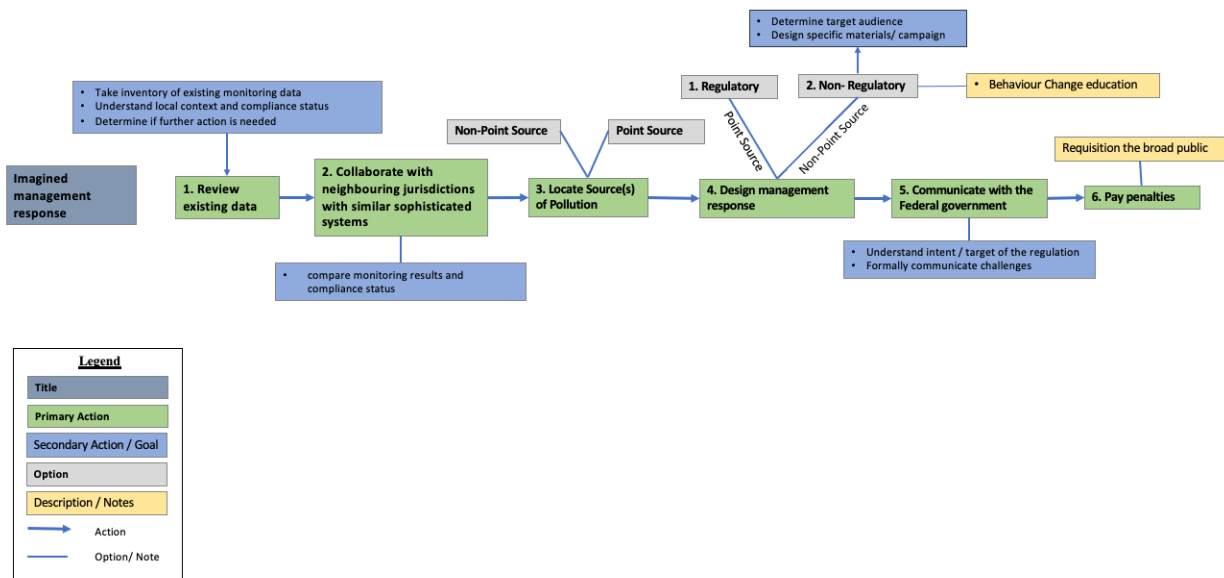 • Determine target audience
• Design specific materials/ campaign
• Take inventory of existing monitoring data
• Understand local context and compliance status
• Determine if further action is needed
1. Regulatory
2. Non- Regulatory
• Behaviour Change education
Non-Point Source
Point Source
Point Source
Non-Point Source
Requisition the broad public
Imagined
management
response
1. Review
existing data
2. Collaborate with
neighbouring jurisdictions
with similar sophisticated
systems
3. Locate Source(s)
of Pollution
4. Design management
response
5. Communicate with the
Federal government
6. Pay penalties
• compare monitoring results and
compliance status
• Understand intent / target of the regulation
• Formally communicate challenges
Legend
Title
Primary Action
Secondary Action / Goal
Option
Description / Notes
Action
Option/ Note